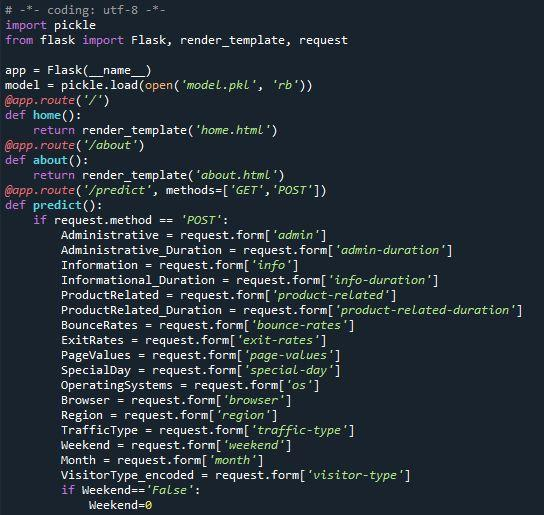 # -*- coding: utf-8 -*-
import pickle
from flask import Flask, render_template, request

app = Flask(__name__)
model = pickle.load(open('model.pkl', 'rb'))
@app.route('/')
def home():
    return render_template('home.html')
@app.route('/about')
def about():
    return render_template('about.html')
@app.route('/predict', methods=['GET','POST'])
def predict():
    if request.method == 'POST':
        Administrative = request.form['admin']
        Administrative_Duration = request.form['admin-duration']
        Information = request.form['info']
        Informational_Duration = request.form['info-duration']
        ProductRelated = request.form['product-related']
        ProductRelated_Duration = request.form['product-related-duration']
        BounceRates = request.form['bounce-rates']
        ExitRates = request.form['exit-rates']
        PageValues = request.form['page-values']
        SpecialDay = request.form['special-day']
        OperatingSystems = request.form['os']
        Browser = request.form['browser']
        Region = request.form['region']
        TrafficType = request.form['traffic-type']
        Weekend = request.form['weekend']
        Month = request.form['month']
        VisitorType_encoded = request.form['visitor-type']
        if Weekend=='False':
            Weekend=0